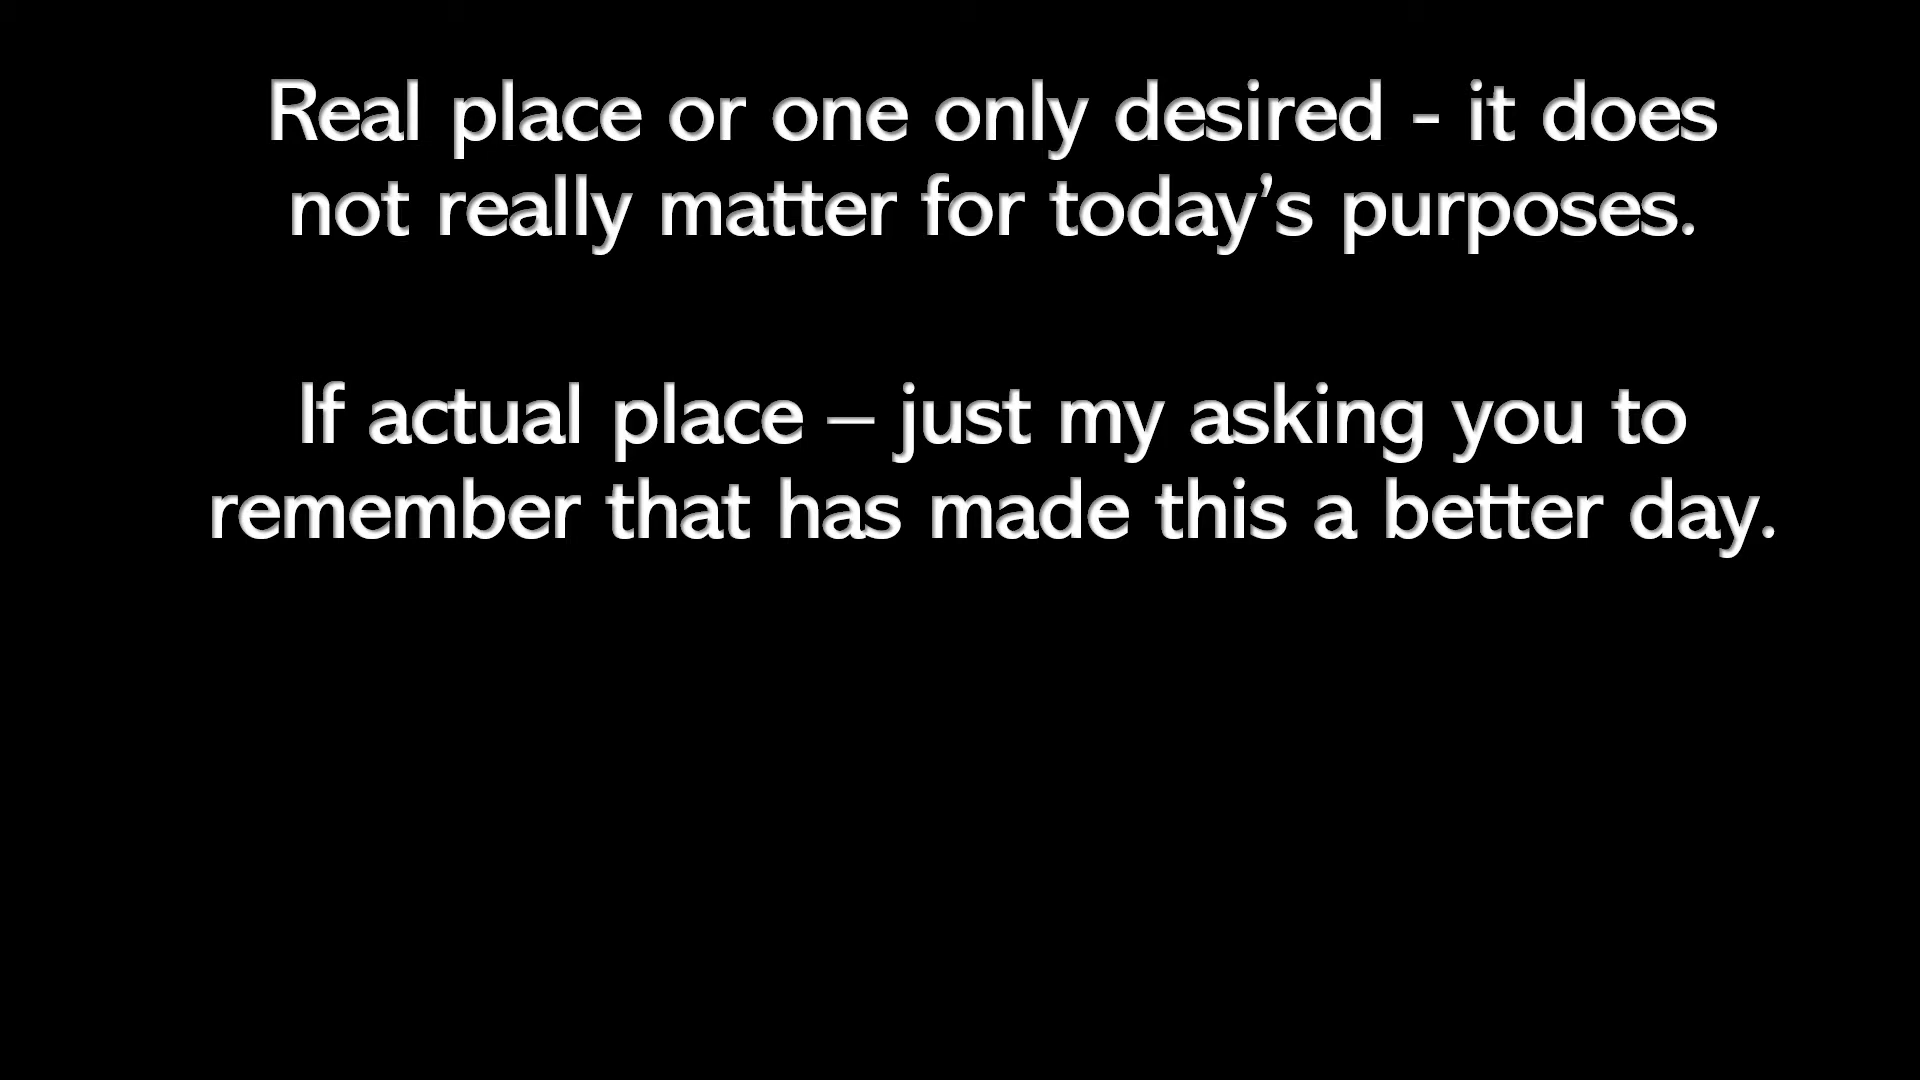 Real place or one only desired - it does
not really matter for today’s purposes.
If actual place – just my asking you to
remember that has made this a better day.